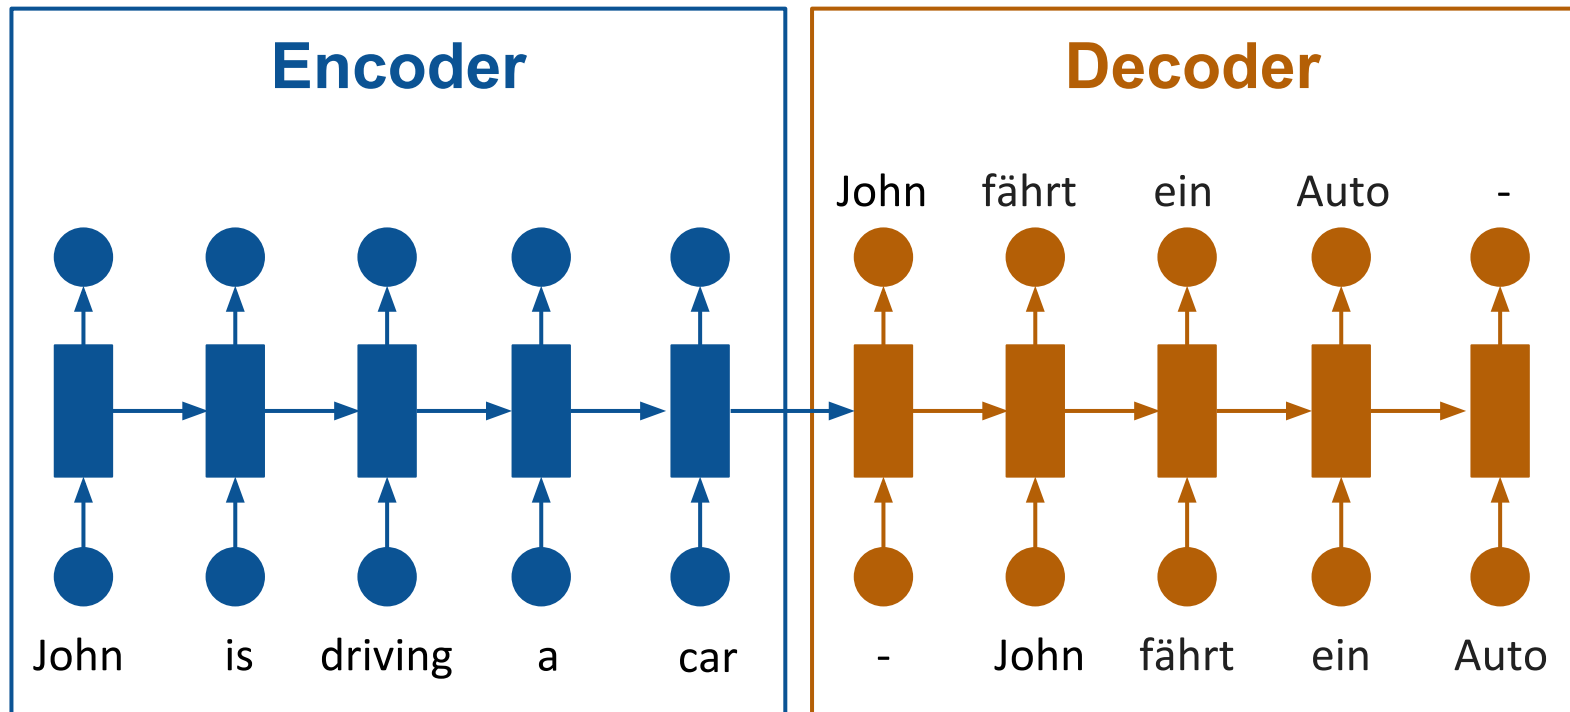 Encoder
Decoder
John fährt ein Auto -
John is driving a car
- John fährt ein Auto